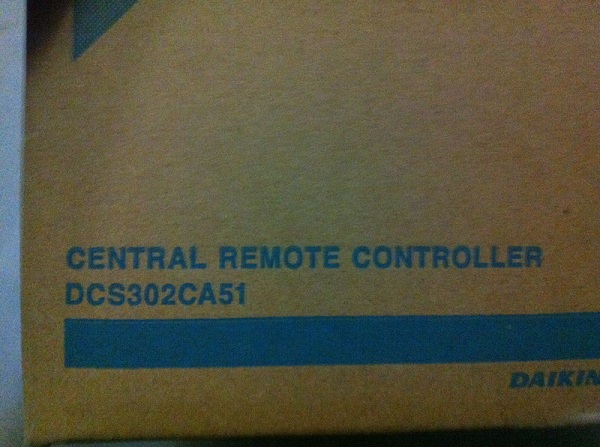 CENTRAL REMOTE CONTROLLER
DCS302CA51
DAIKIN